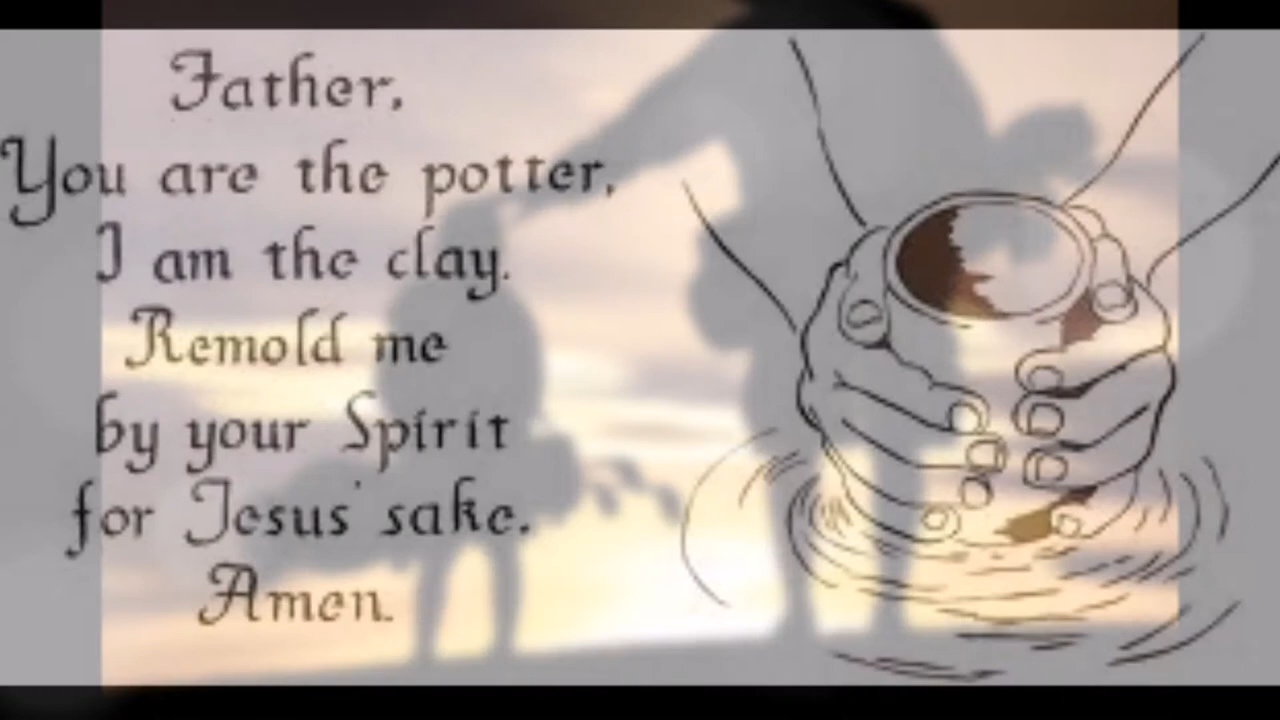 Father,
You are the potter,
I am the clay.
Remold me
by your Spirit
for Jesus' sake.
Amen.